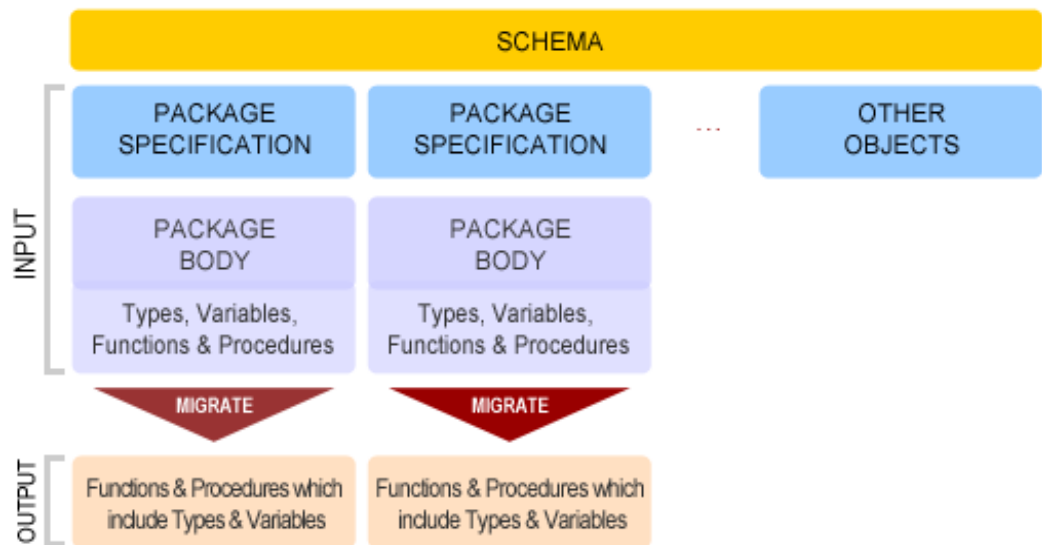 SCHEMA
INPUT
PACKAGE
SPECIFICATION
PACKAGE
SPECIFICATION
...
OTHER
OBJECTS
PACKAGE
BODY
PACKAGE
BODY
Types, Variables,
Functions & Procedures
Types, Variables,
Functions & Procedures
MIGRATE
MIGRATE
OUTPUT
Functions & Procedures which
include Types & Variables
Functions & Procedures which
include Types & Variables